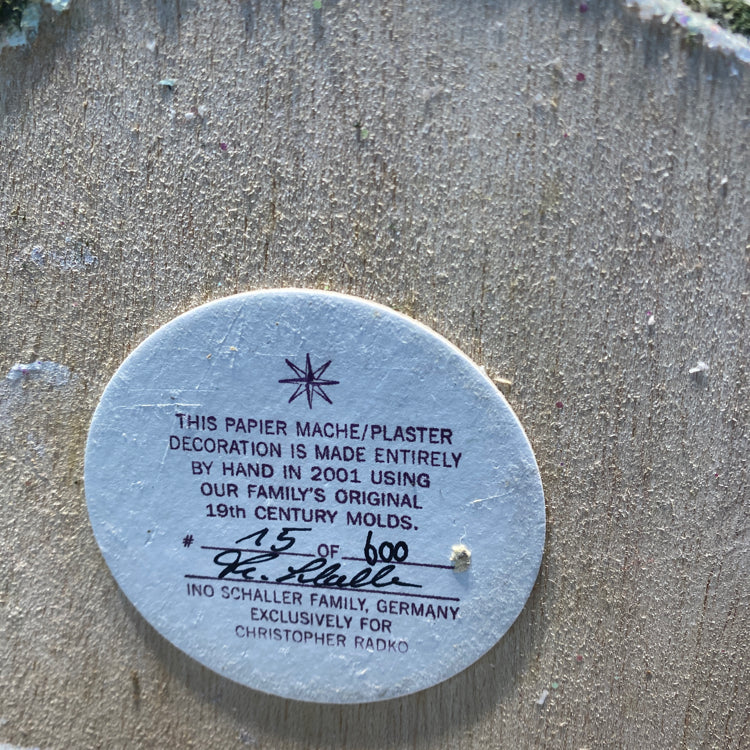 THIS PAPIER MACHE/PLASTER
DECORATION IS MADE ENTIRELY
BY HAND IN 2001 USING
OUR FAMILY'S ORIGINAL
19th CENTURY MOLDS.
# 15 OF 600
INO SCHALLER FAMILY, GERMANY
EXCLUSIVELY FOR
CHRISTOPHER RADKO